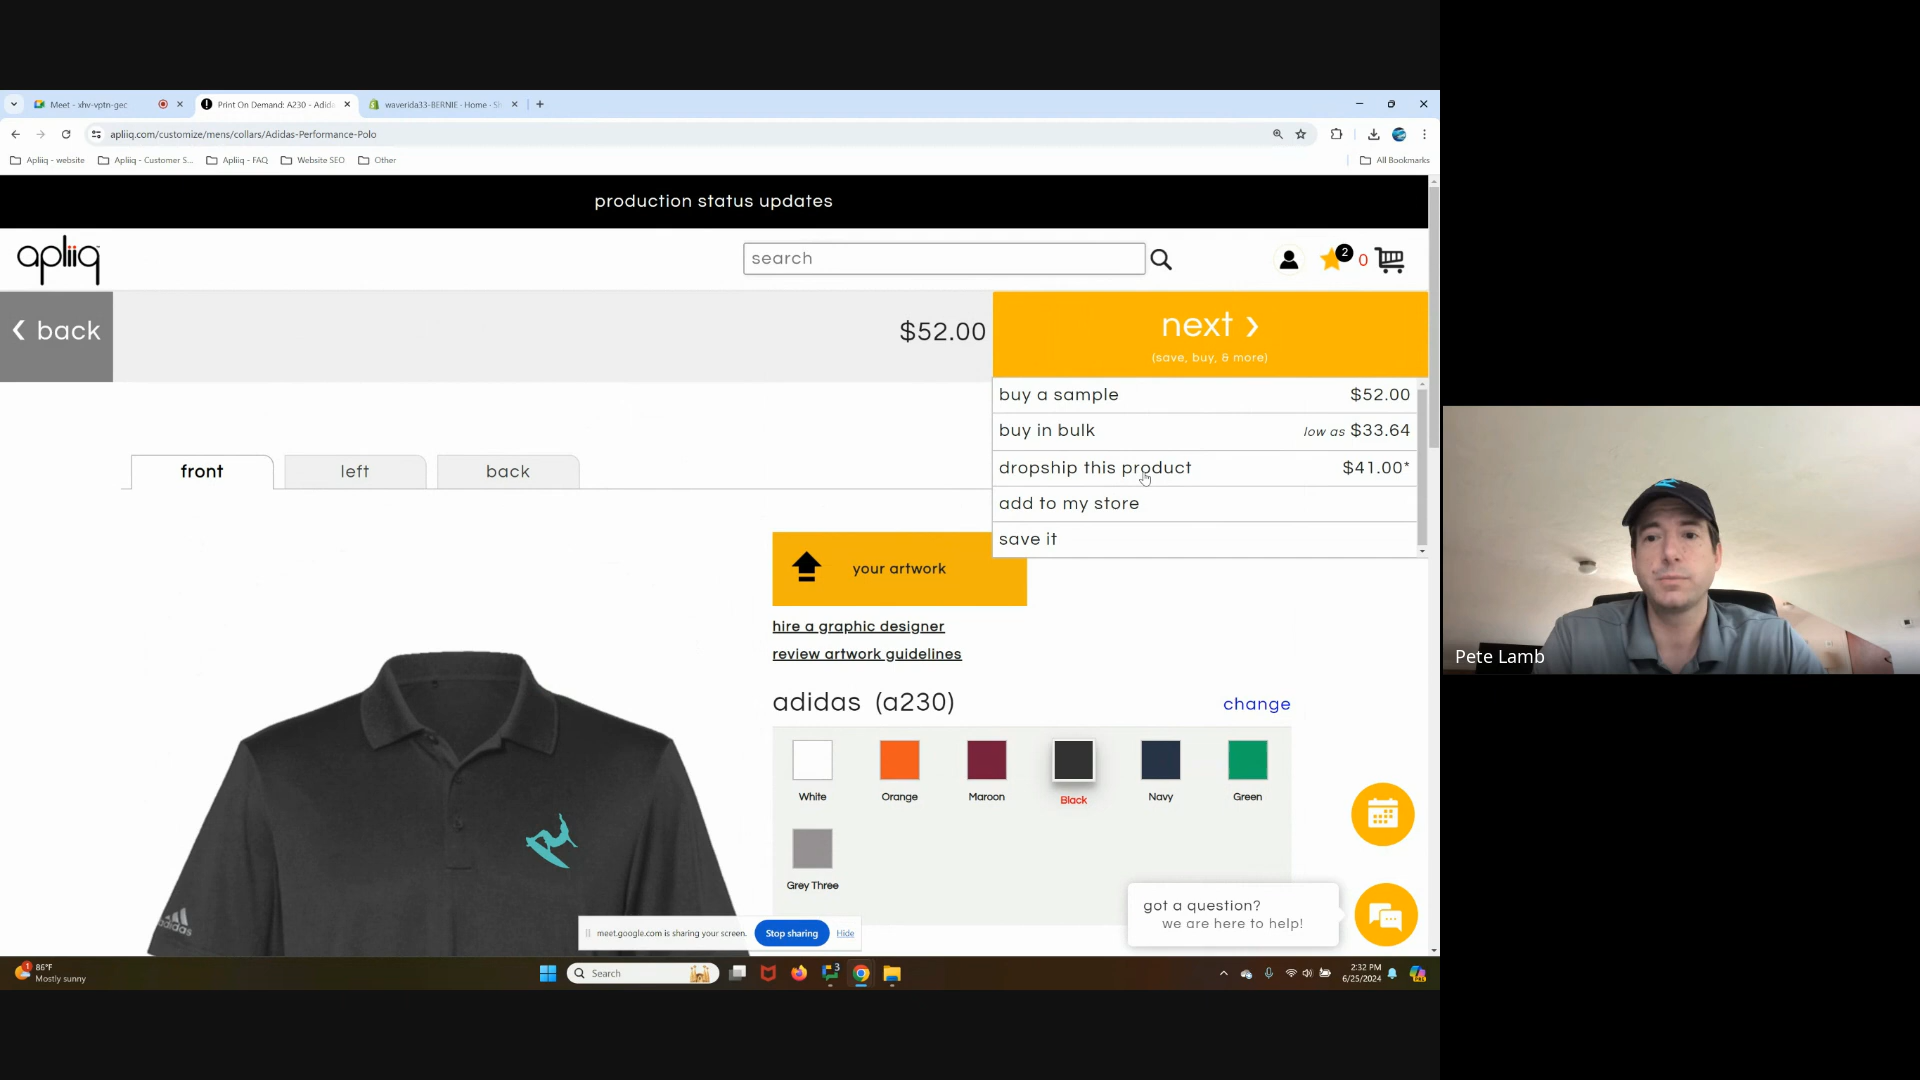 Meet - xhv-vptn-gec
Print On Demand: A230 - Adida
waverida33-BERNIE - Home - Sh
apliiq.com/customize/mens/collars/Adidas-Performance-Polo
Apliiq - website
Apliiq - Customer S...
Apliiq - FAQ
Website SEO
Other
All Bookmarks
production status updates
apliiq
search
2
0
back
$52.00
next
(save, buy, & more)
buy a sample $52.00
buy in bulk low as $33.64
dropship this product $41.00*
add to my store
save it
front
left
back
your artwork
hire a graphic designer
review artwork guidelines
adidas (a230)
change
White
Orange
Maroon
Black
Navy
Green
Grey Three
adidas
got a question?
we are here to help!
meet.google.com is sharing your screen.
Stop sharing
Hide
Pete Lamb
1
86°F
Mostly sunny
Search
3
2:32 PM
6/25/2024